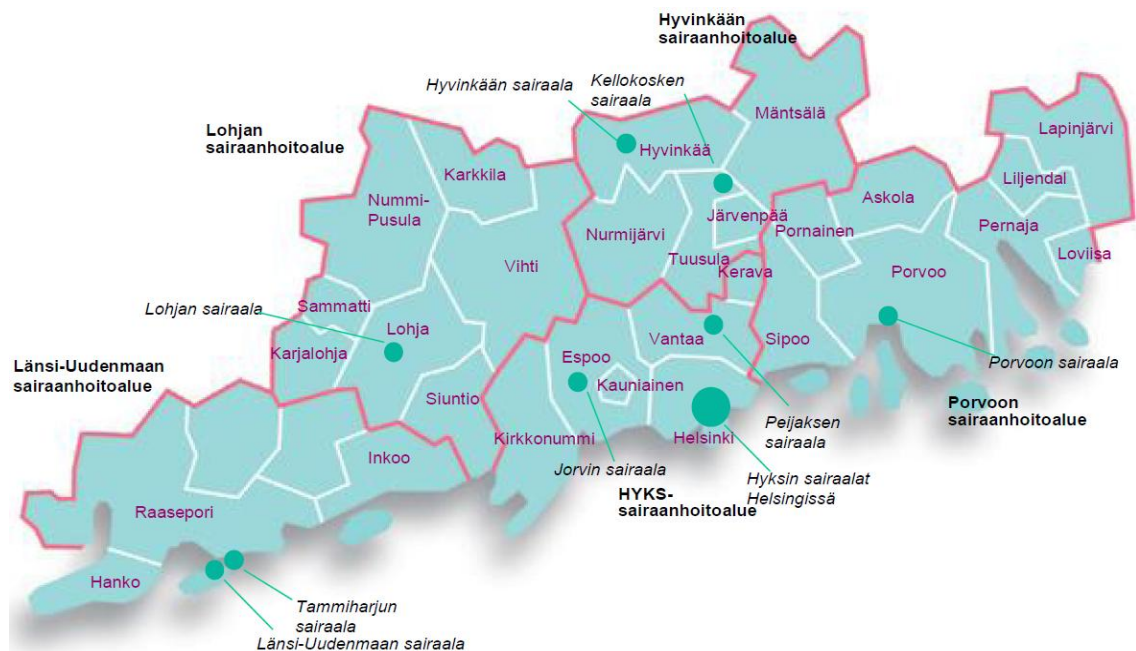 Hyvinkään
sairaanhoitoalue
Hyvinkään sairaala
Kellokosken
sairaala
Mäntsälä
Lapinjärvi
Lohjan
sairaanhoitoalue
Hyvinkää
Karkkila
Liljendal
Askola
Nummi-
Pusula
Järvenpää
Pornainen
Pernaja
Nurmijärvi
Loviisa
Vihti
Tuusula
Kerava
Porvoo
Lohjan sairaala
Sammatti
Lohja
Vantaa
Sipoo
Karjalohja
Espoo
Porvoon sairaala
Länsi-Uudenmaan
sairaanhoitoalue
Kauniainen
Siuntio
Porvoon
sairaanhoitoalue
Peijaksen
sairaala
Kirkkonummi
Helsinki
Inkoo
Jorvin sairaala
Hyksin sairaalat
Helsingissä
HYKS-
sairaanhoitoalue
Raasepori
Hanko
Tammiharjun
sairaala
Länsi-Uudenmaan sairaala